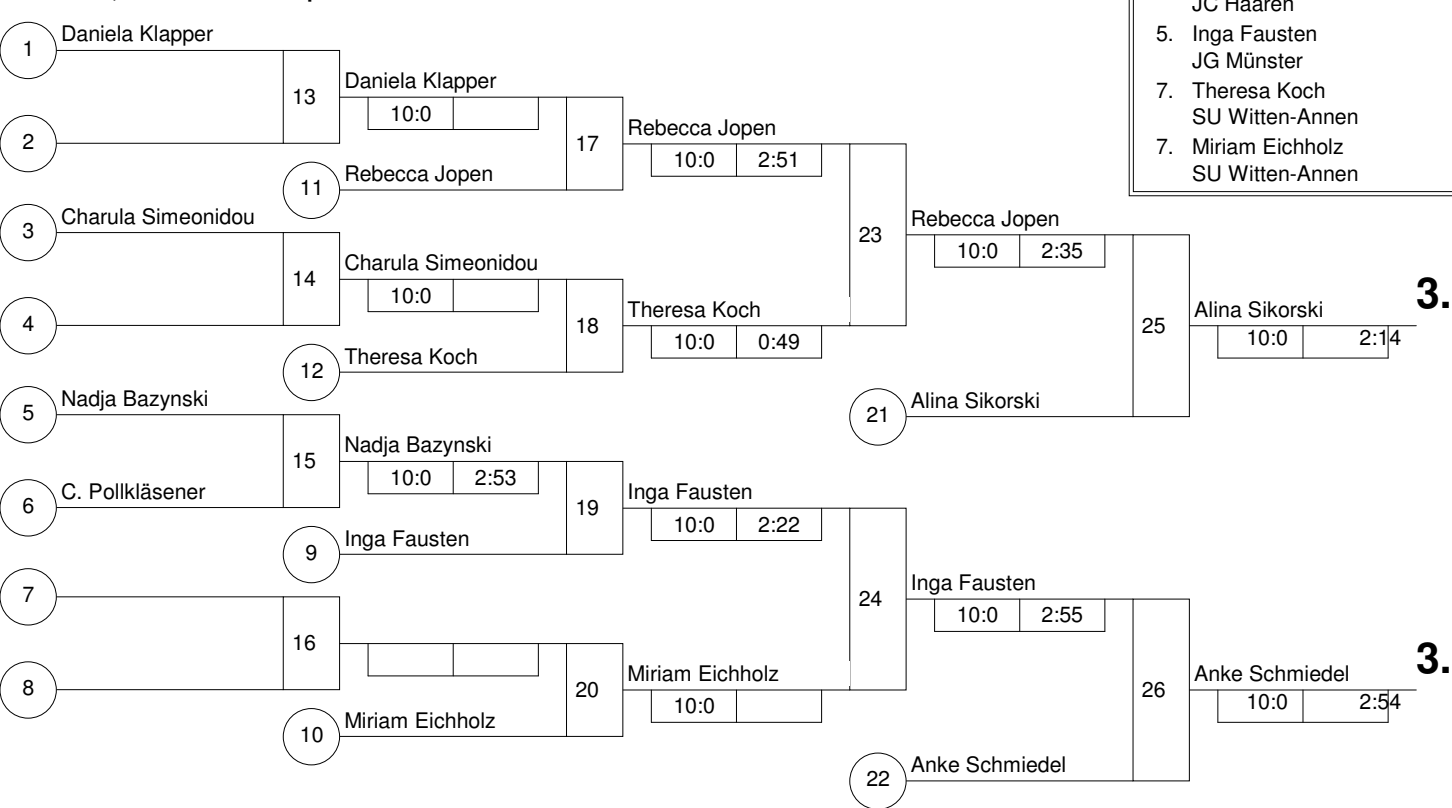 JC Haaren
5. Inga Fausten
JG Münster
7. Theresa Koch
SU Witten-Annen
7. Miriam Eichholz
SU Witten-Annen
1 Daniela Klapper
2
13
Daniela Klapper
10:0
11 Rebecca Jopen
17
Rebecca Jopen
10:0 2:51
3 Charula Simeonidou
4
14
Charula Simeonidou
10:0
12 Theresa Koch
18
Theresa Koch
10:0 0:49
23
Rebecca Jopen
10:0 2:35
21 Alina Sikorski
25
Alina Sikorski
10:0 2:14
3.
5 Nadja Bazynski
6 C. Pollkläsener
15
Nadja Bazynski
10:0 2:53
9 Inga Fausten
19
Inga Fausten
10:0 2:22
7
8
16
10 Miriam Eichholz
20
Miriam Eichholz
10:0
24
Inga Fausten
10:0 2:55
22 Anke Schmiedel
26
Anke Schmiedel
10:0 2:54
3.